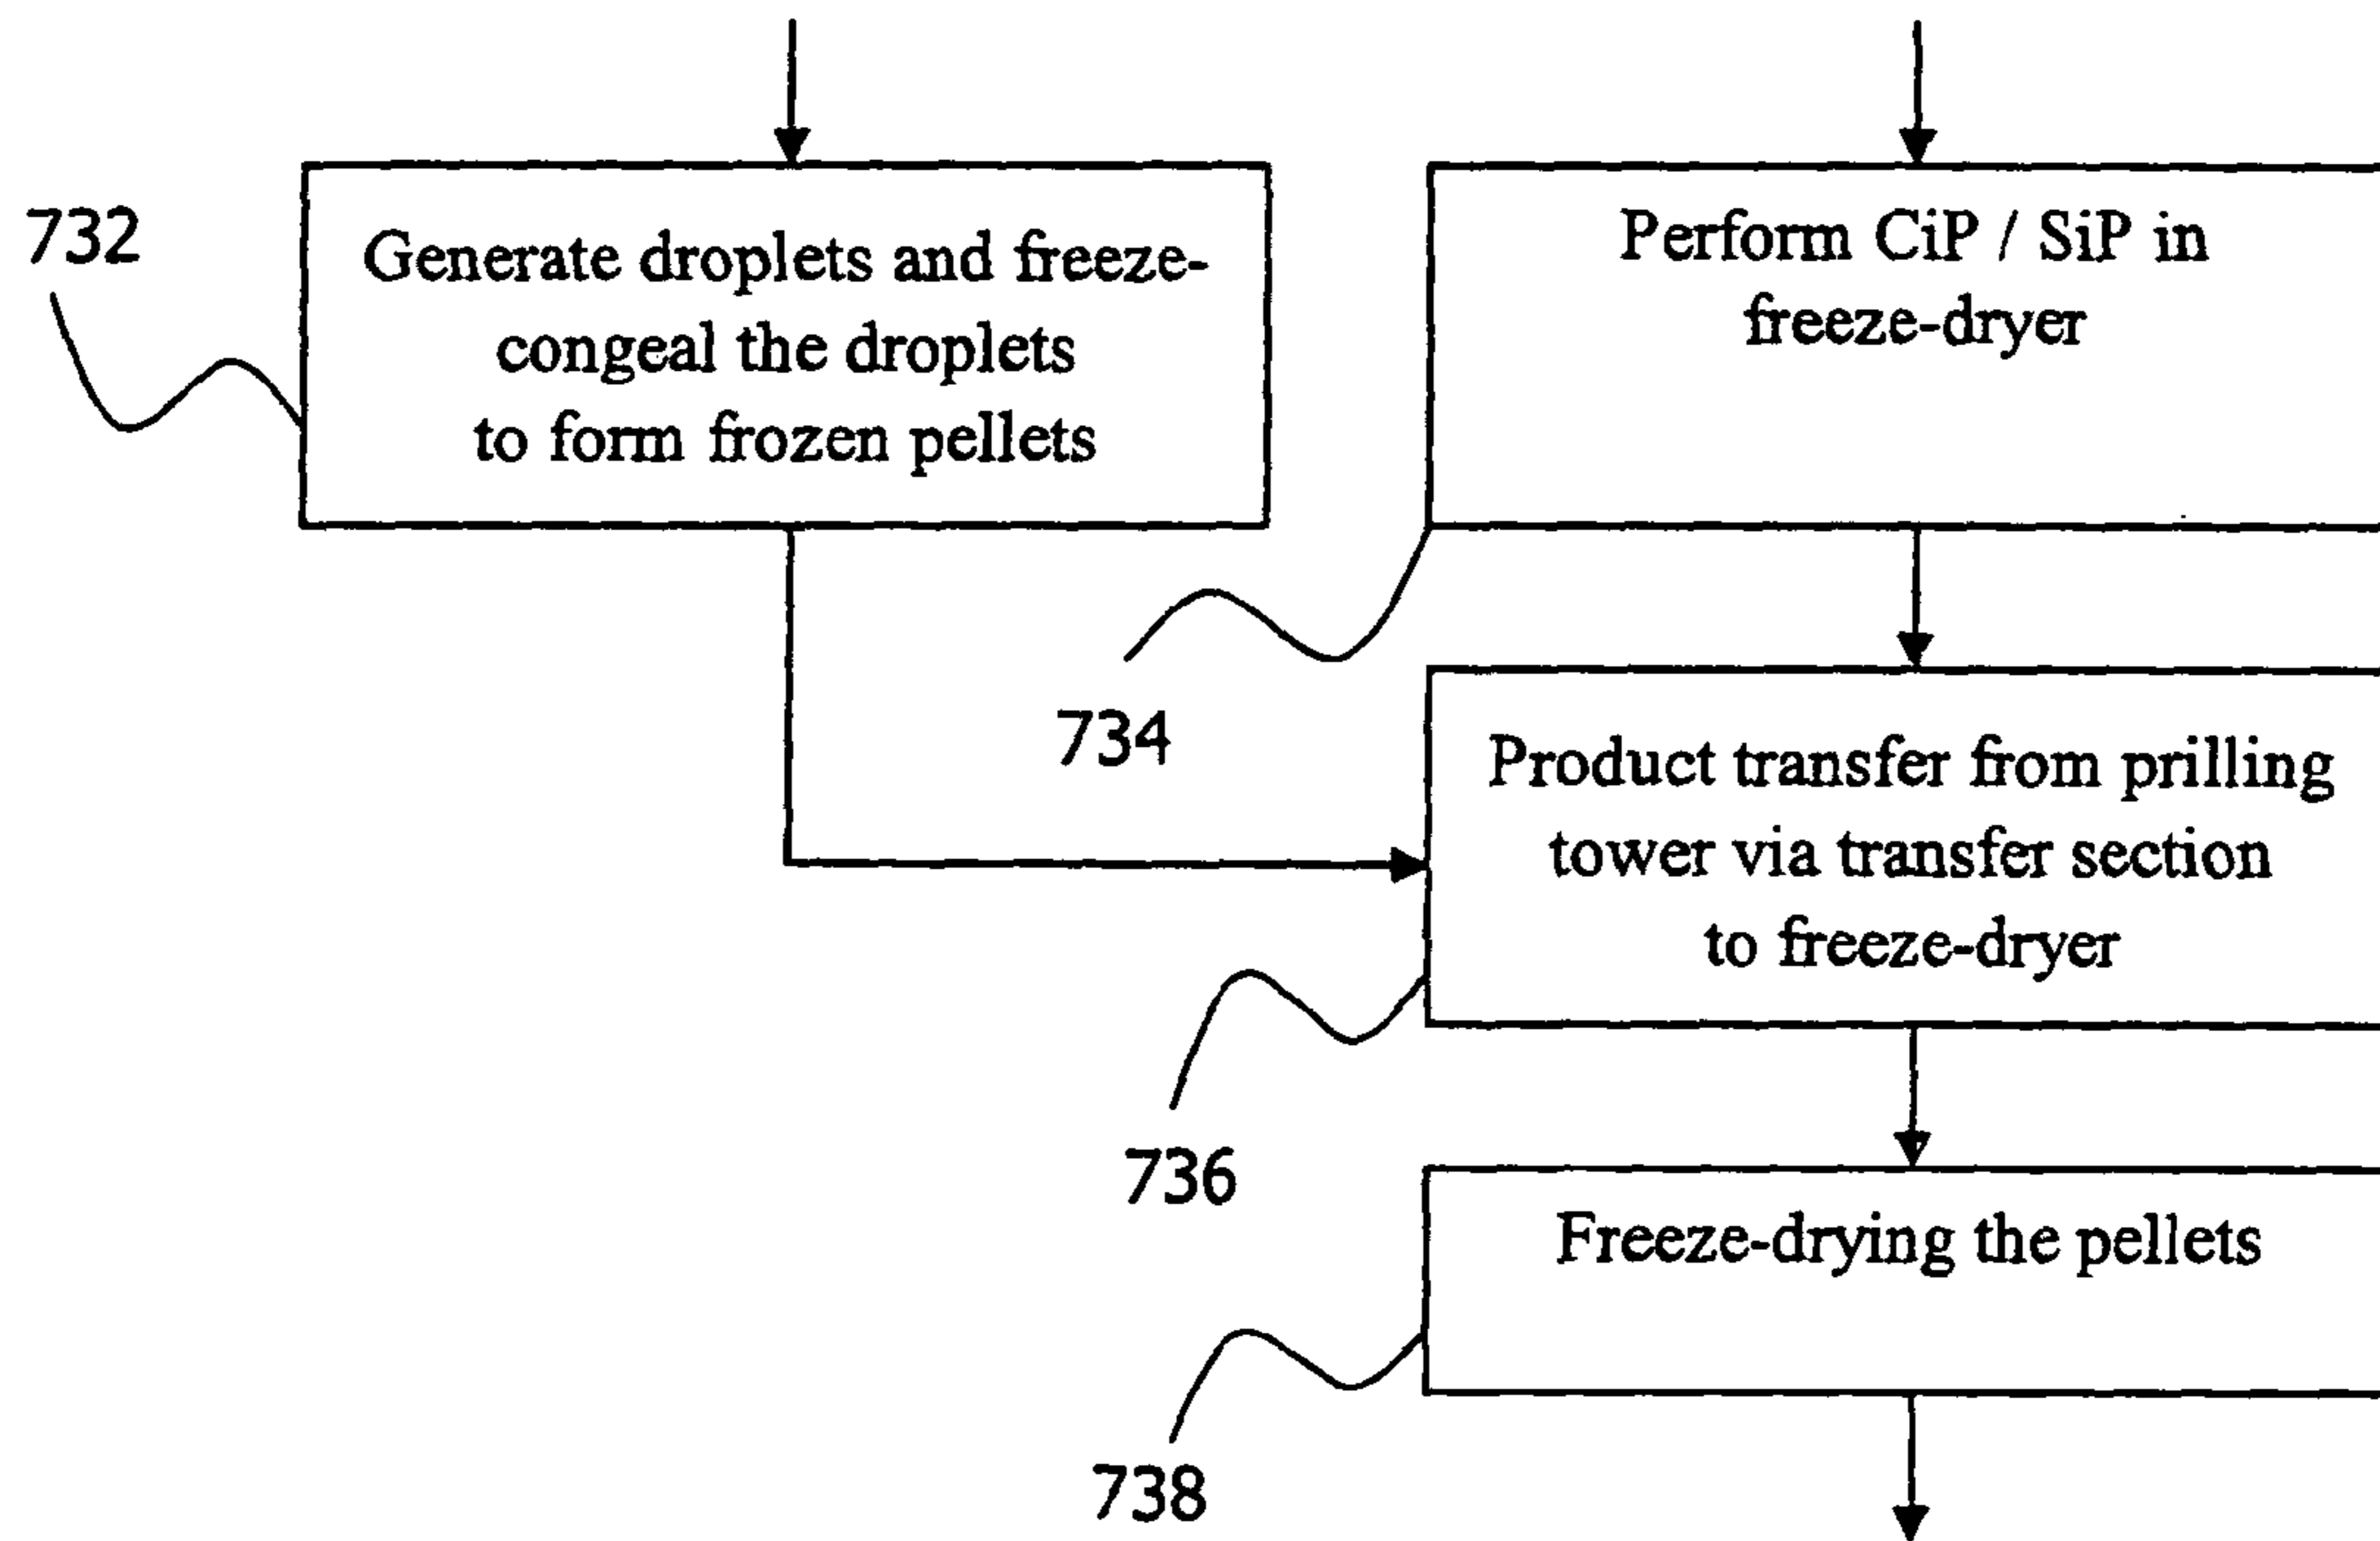 732
Generate droplets and freeze-
congeal the droplets
to form frozen pellets
Perform CiP / SiP in
freeze-dryer
734
Product transfer from prilling
tower via transfer section
to freeze-dryer
736
Freeze-drying the pellets
738